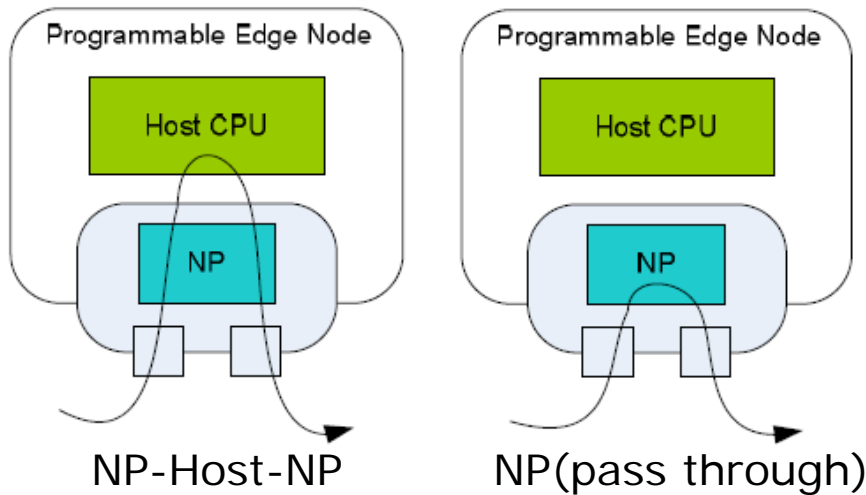 Programmable Edge Node
Host CPU
NP
NP-Host-NP
Programmable Edge Node
Host CPU
NP
NP(pass through)